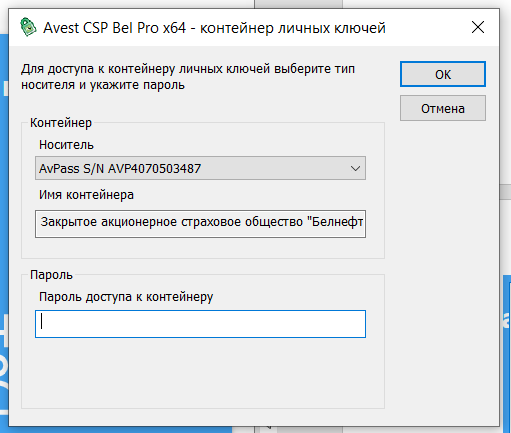 Avest CSP Bel Pro x64 - контейнер личных ключей
Для доступа к контейнеру личных ключей выберите тип
носителя и укажите пароль
OK
Отмена
Контейнер
Носитель
AvPass S/N AVP4070503487
Имя контейнера
Закрытое акционерное страховое общество "Белнефт
Пароль
Пароль доступа к контейнеру